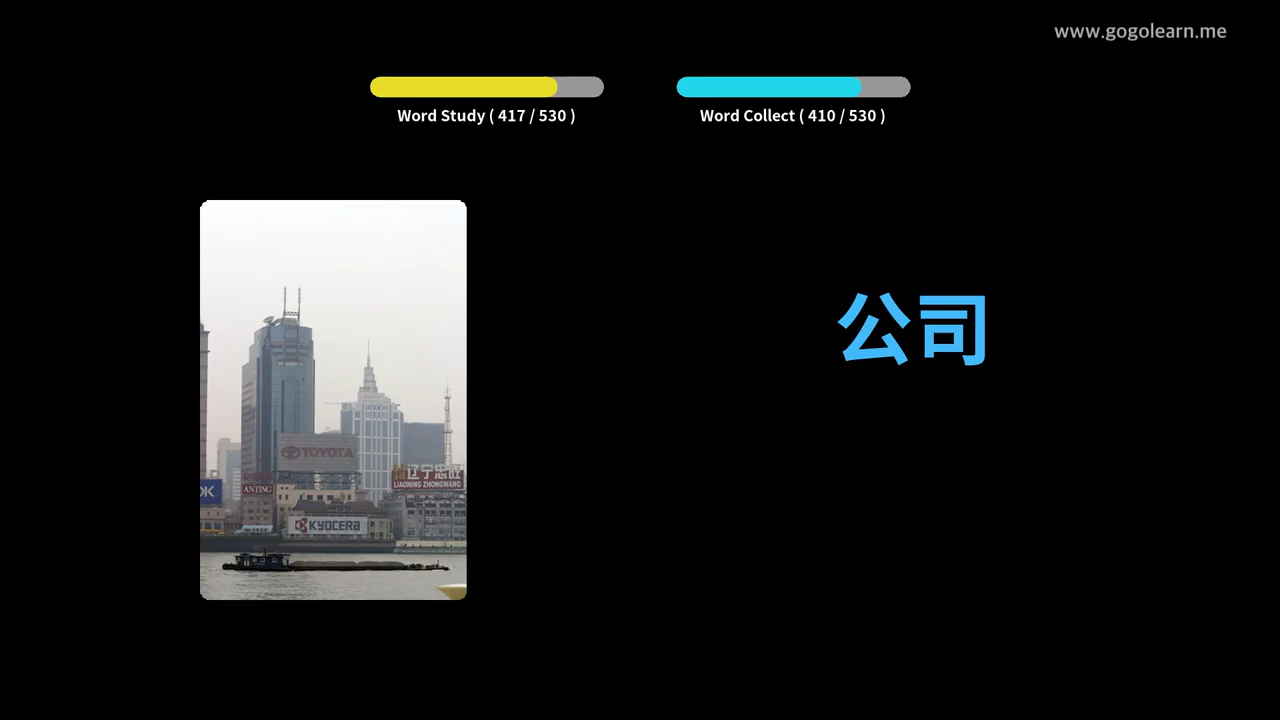 www.gogolearn.me
Word Study ( 417 / 530 )
Word Collect ( 410 / 530 )
公司
TOYOTA
辽宁忠旺
LIAONING ZHONGWANG
OK
ANTING
KYOCERA